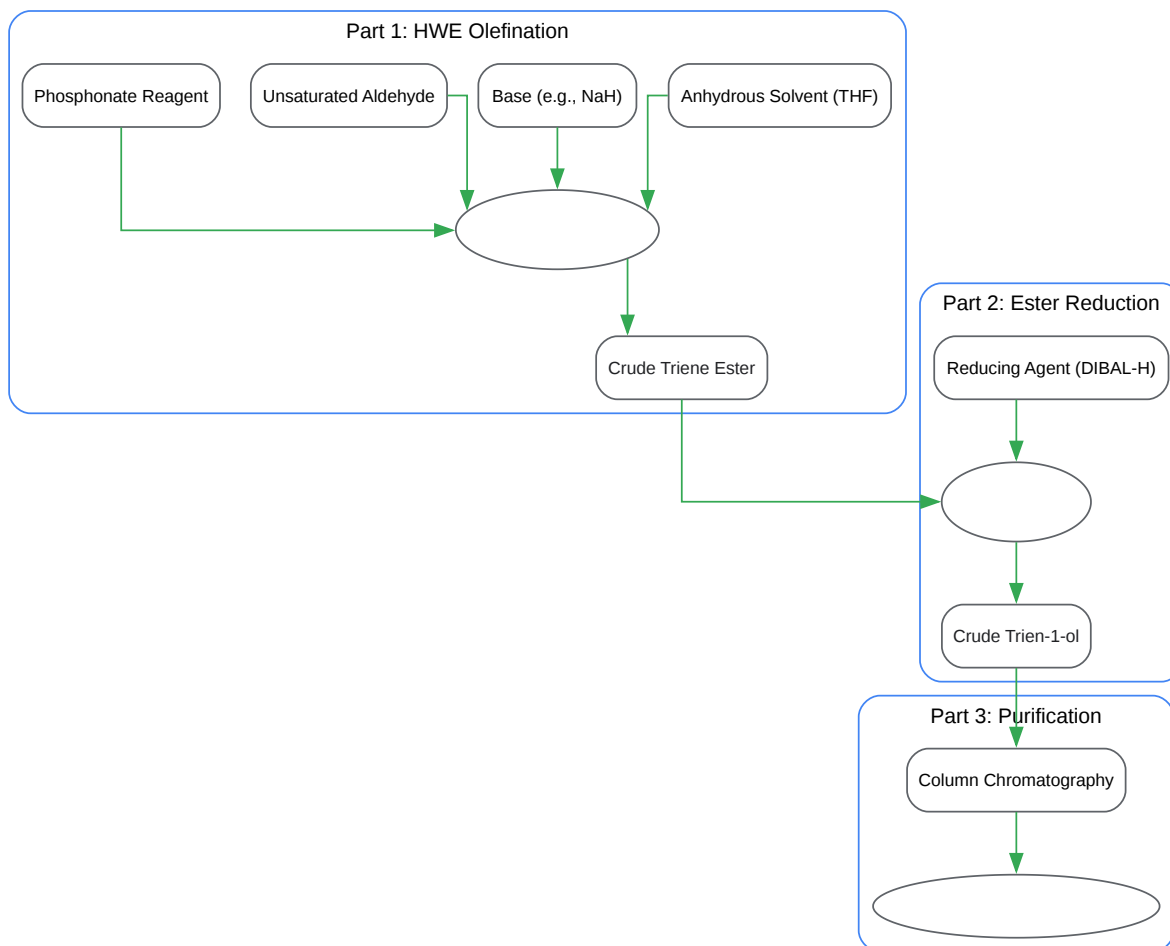 Part 1: HWE Olefination
Phosphonate Reagent
Unsaturated Aldehyde
Base (e.g., NaH)
Anhydrous Solvent (THF)
Crude Triene Ester
Part 2: Ester Reduction
Reducing Agent (DIBAL-H)
Crude Trien-1-ol
Part 3: Purification
Column Chromatography